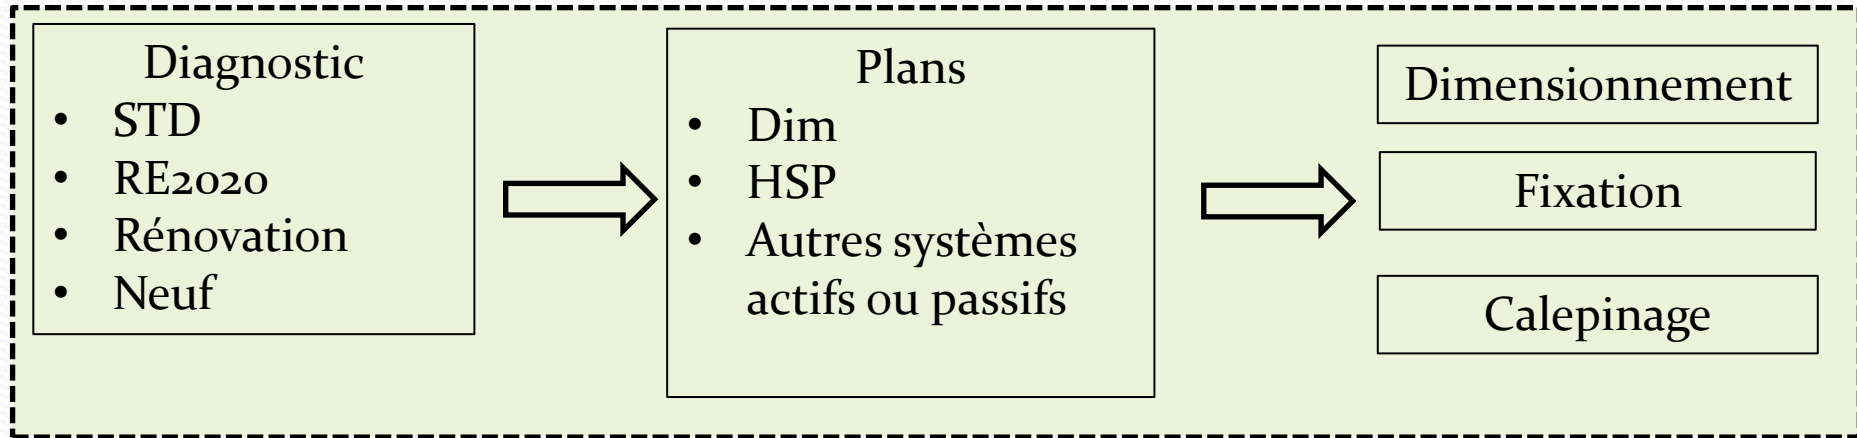 Diagnostic
• STD
• RE2020
• Rénovation
• Neuf
Plans
• Dim
• HSP
• Autres systèmes
actifs ou passifs
Dimensionnement
Fixation
Calepinage